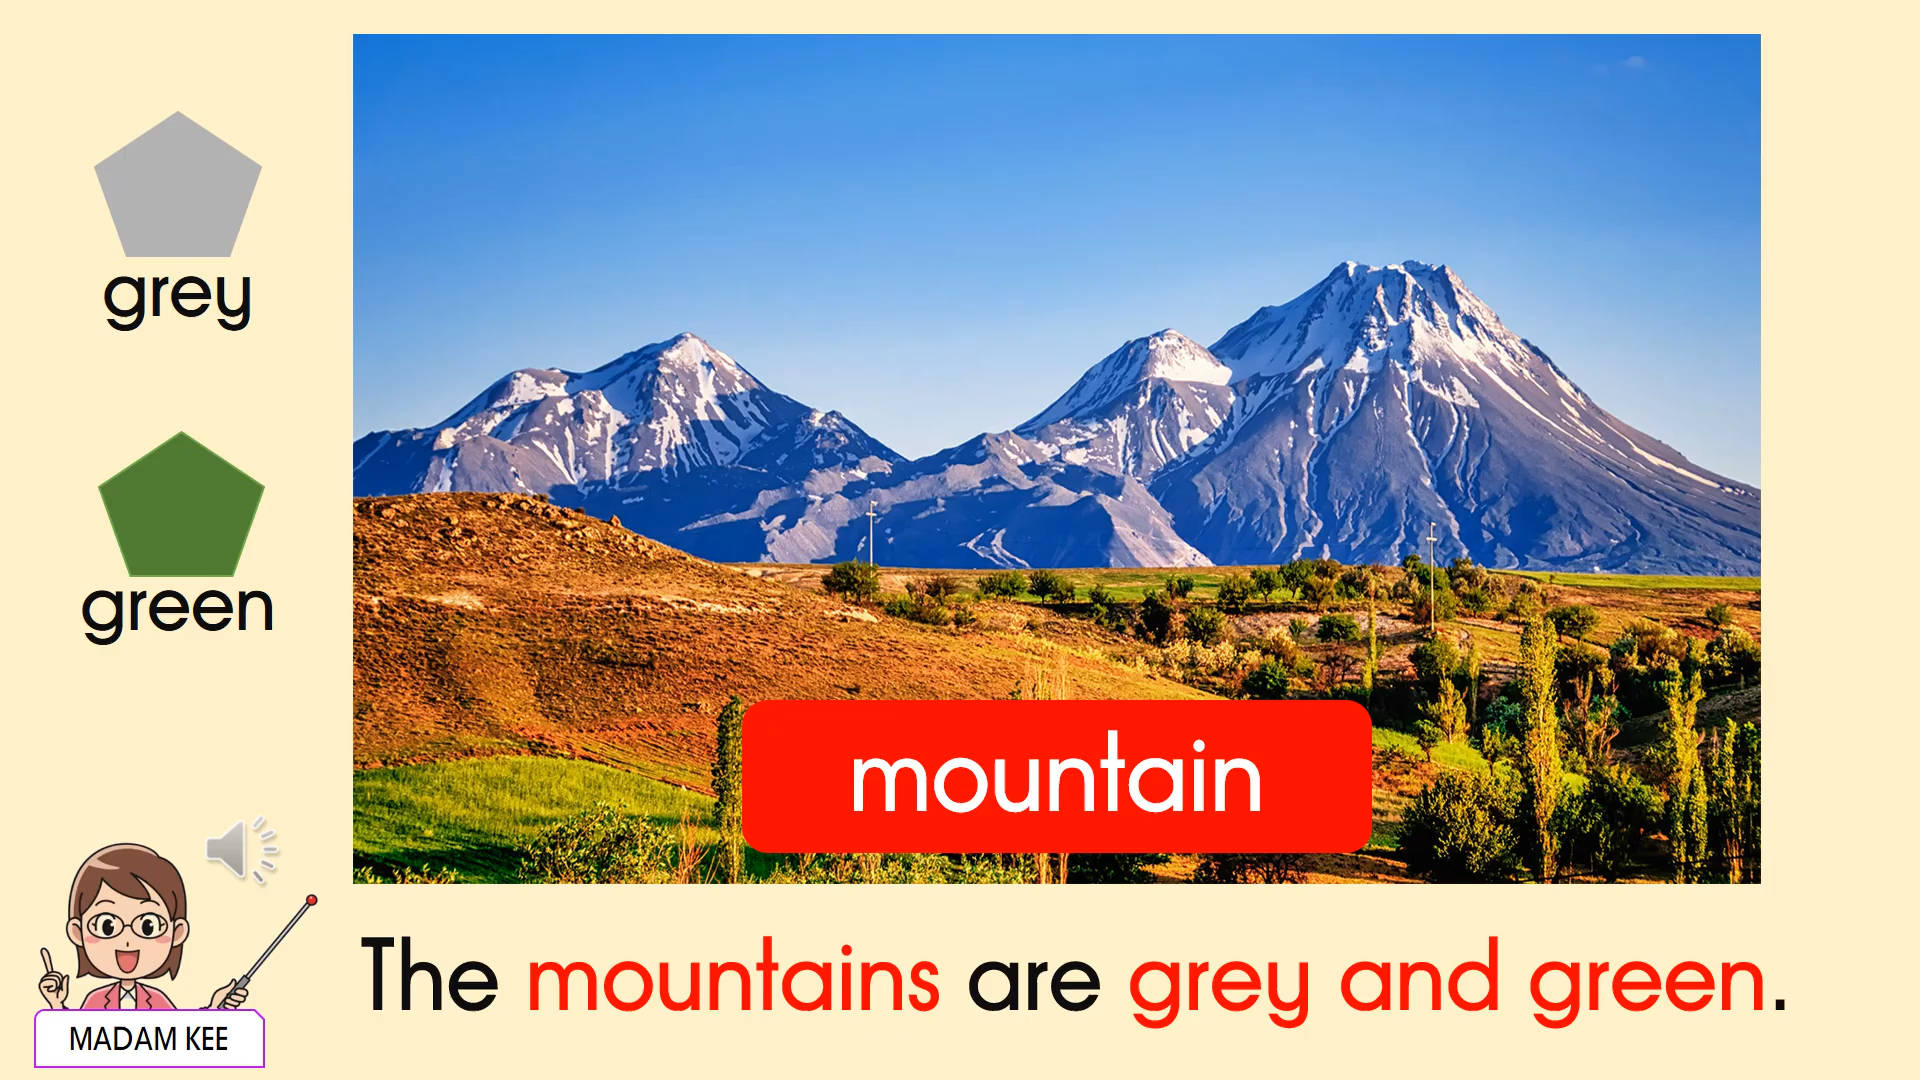 grey
green
mountain
The mountains are grey and green.
MADAM KEE